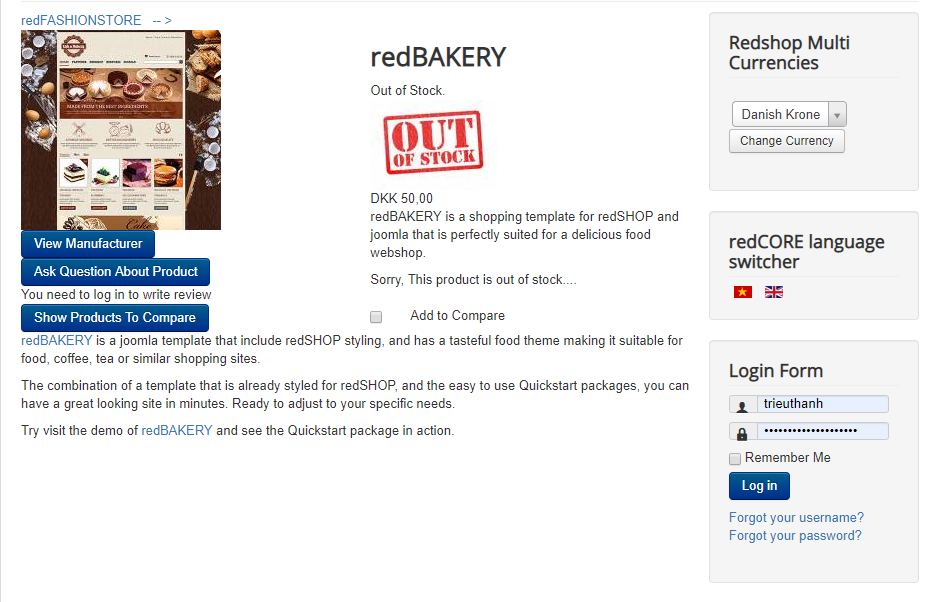 redFASHIONSTORE -- >
MADE FROM THE BEST INGREDIENTS
View Manufacturer
Ask Question About Product
You need to log in to write review
Show Products To Compare
redBAKERY
Out of Stock.
OUT
OF STOCK
DKK 50,00
redBAKERY is a shopping template for redSHOP and
joomla that is perfectly suited for a delicious food
webshop.
Sorry, This product is out of stock....
Add to Compare
redBAKERY is a joomla template that include redSHOP styling, and has a tasteful food theme making it suitable for
food, coffee, tea or similar shopping sites.
The combination of a template that is already styled for redSHOP, and the easy to use Quickstart packages, you can
have a great looking site in minutes. Ready to adjust to your specific needs.
Try visit the demo of redBAKERY and see the Quickstart package in action.
Redshop Multi
Currencies
Danish Krone
Change Currency
redCORE language
switcher
Login Form
trieuthanh
Remember Me
Log in
Forgot your username?
Forgot your password?